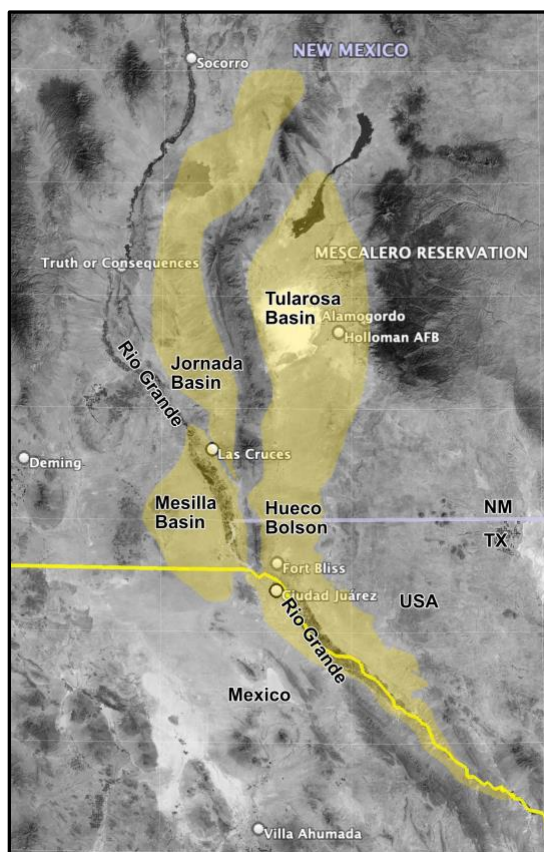 NEW MEXICO
Socorro
MESCALERO RESERVATION
Truth or Consequences
Tularosa
Basin
Alamogordo
Holloman AFB
Rio Grande
Jornada
Basin
Las Cruces
Deming
Mesilla
Basin
Hueco
Bolson
NM
TX
Fort Bliss
Ciudad Juárez
USA
Rio Grande
Mexico
Villa Ahumada